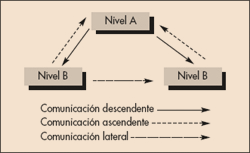 Nivel A
Nivel B
Nivel B
Comunicación descendente
Comunicación ascendente
Comunicación lateral